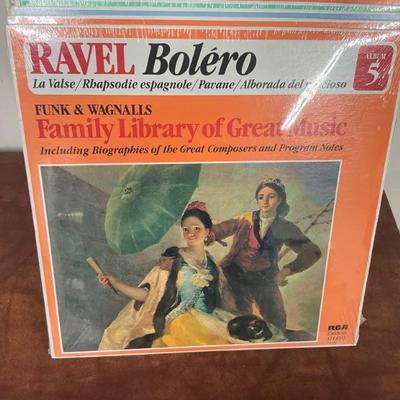 RAVEL Boléro
La Valse/Rhapsodie espagnole/Pavane/Alborada del
ALBUM
5
FUNK & WAGNALLS
Family Library of Great Music
Including Biographies of the Great Composers and Program Notes
RCA
STEREO